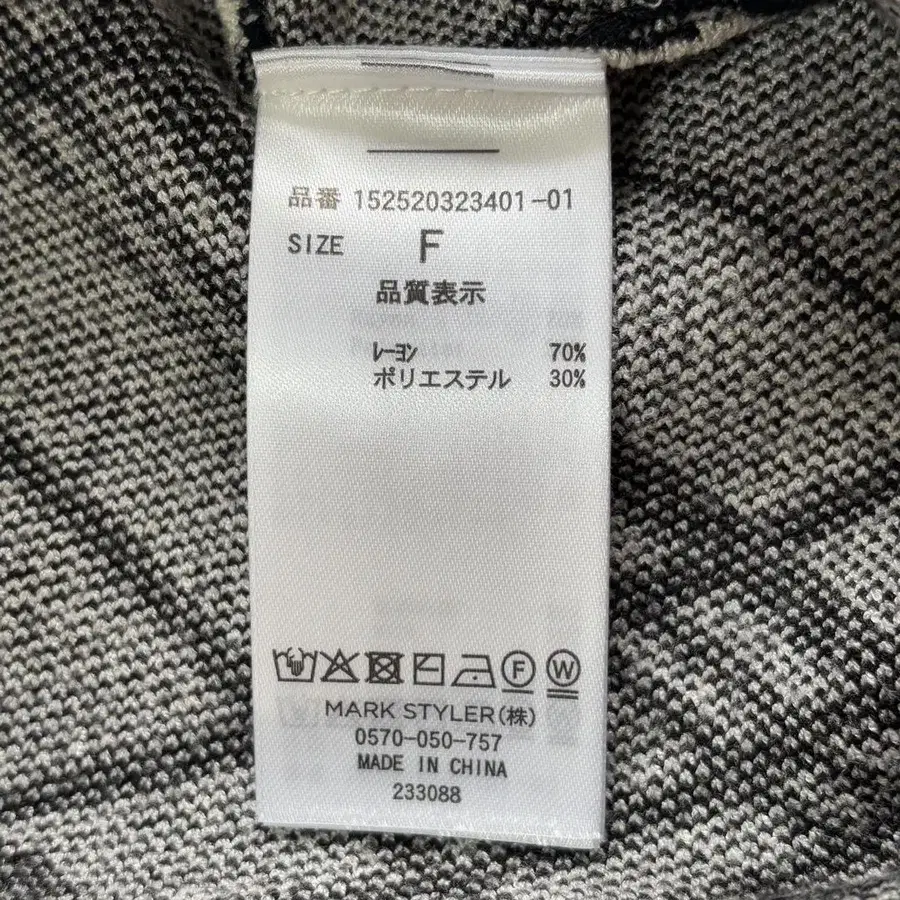 品番 152520323401-01
SIZE F
品質表示
レーヨン 70%
ポリエステル 30%
F W
MARK STYLER(株)
0570-050-757
MADE IN CHINA
233088